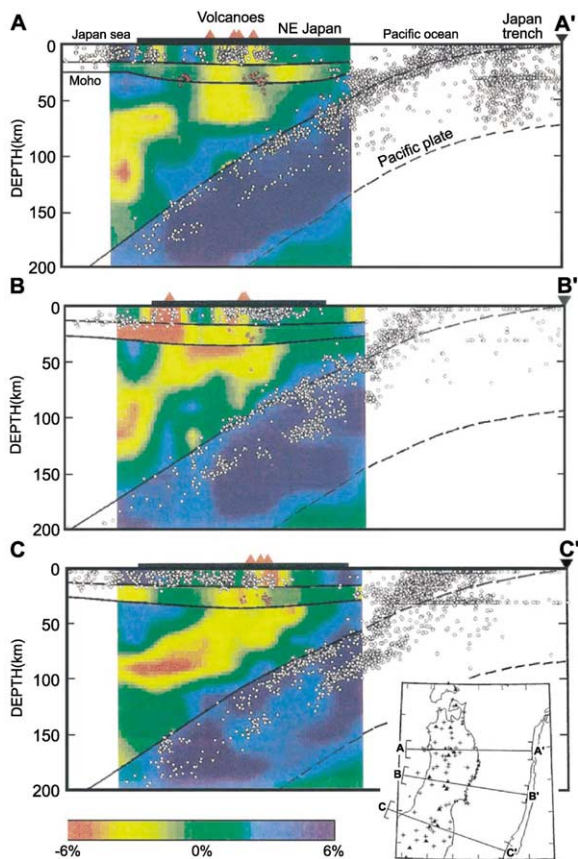 A Japan sea Volcanoes NE Japan Pacific ocean Japan trench A'
0
Moho
50
100
150
200
DEPTH(km)
Pacific plate
B B'
0
50
100
150
200
DEPTH(km)
C C'
0
50
100
150
200
DEPTH(km)
A A'
B B'
C C'
-6% 0% 6%